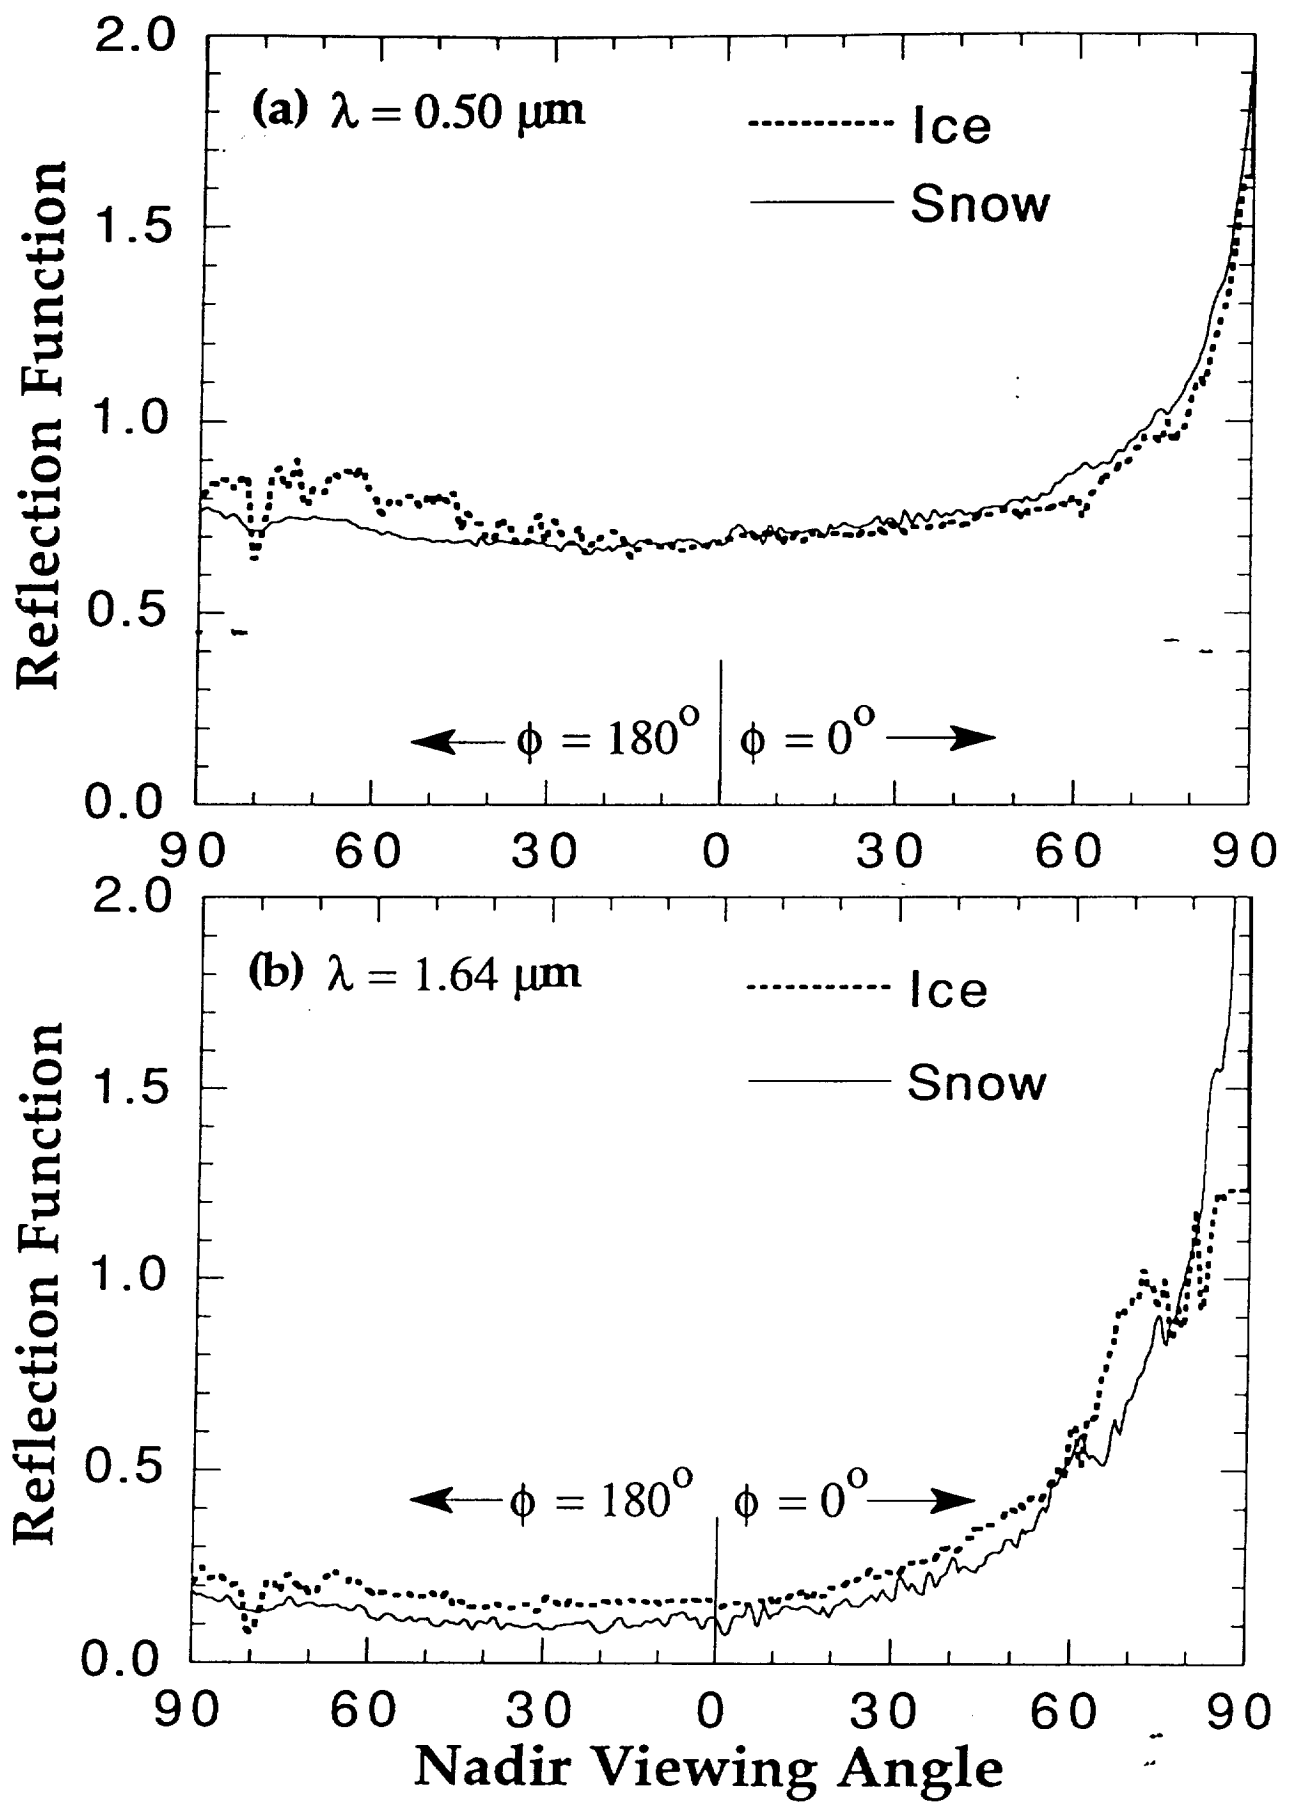 2.0
(a) λ = 0.50 μm
Ice
Snow
1.5
1.0
0.5
0.0
Reflection Function
ϕ = 180° ϕ = 0°
90 60 30 0 30 60 90
2.0
(b) λ = 1.64 μm
Ice
Snow
1.5
1.0
0.5
0.0
Reflection Function
ϕ = 180° ϕ = 0°
90 60 30 0 30 60 90
Nadir Viewing Angle